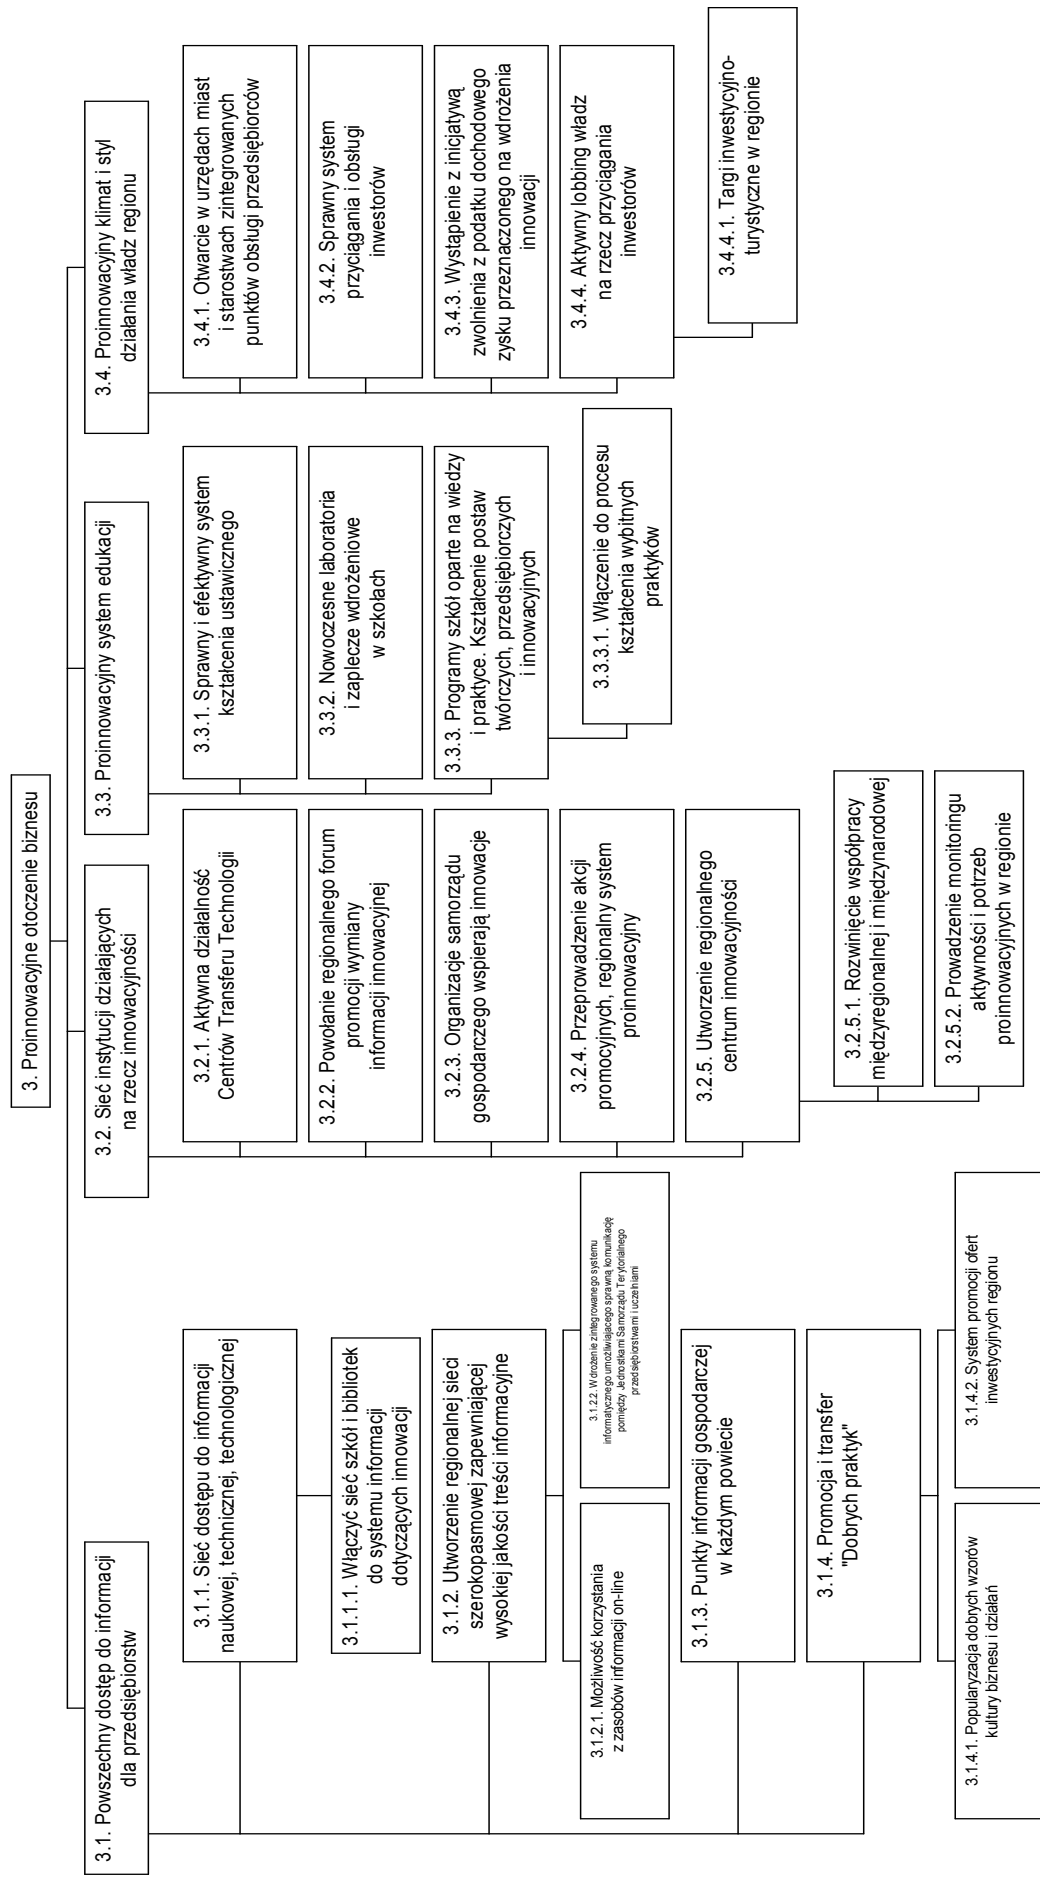 3. Proinnowacyjne otoczenie biznesu
3.1. Powszechny dostęp do informacji
dla przedsiębiorstw
3.1.1. Sieć dostępu do informacji
naukowej, technicznej, technologicznej
3.1.1.1. Włączyć sieć szkół i bibliotek
do systemu informacji
dotyczących innowacji
3.1.2. Utworzenie regionalnej sieci
szerokopasmowej zapewniającej
wysokiej jakości treści informacyjne
3.1.2.1. Możliwość korzystania
z zasobów informacji on-line
3.1.2.2. Wdrożenie zintegrowanego systemu
informatycznego umożliwiajacego sprawną komunikację
pomiędzy Jednostkami Samorządu Terytorialnego
przedsiębiorstwami i uczelniami
3.1.3. Punkty informacji gospodarczej
w każdym powiecie
3.1.4. Promocja i transfer
"Dobrych praktyk"
3.1.4.1. Popularyzacja dobrych wzorów
kultury biznesu i działań
3.1.4.2. System promocji ofert
inwestycyjnych regionu
3.2. Sieć instytucji działających
na rzecz innowacyjności
3.2.1. Aktywna działalność
Centrów Transferu Technologii
3.2.2. Powołanie regionalnego forum
promocji wymiany
informacji innowacyjnej
3.2.3. Organizacje samorządu
gospodarczego wspierają innowacje
3.2.4. Przeprowadzenie akcji
promocyjnych, regionalny system
proinnowacyjny
3.2.5. Utworzenie regionalnego
centrum innowacyjności
3.2.5.1. Rozwinięcie współpracy
międzyregionalnej i międzynarodowej
3.2.5.2. Prowadzenie monitoringu
aktywności i potrzeb
proinnowacyjnych w regionie
3.3. Proinnowacyjny system edukacji
3.3.1. Sprawny i efektywny system
kształcenia ustawicznego
3.3.2. Nowoczesne laboratoria
i zaplecze wdrożeniowe
w szkołach
3.3.3. Programy szkół oparte na wiedzy
i praktyce. Kształcenie postaw
twórczych, przedsiębiorczych
i innowacyjnych
3.3.3.1. Włączenie do procesu
kształcenia wybitnych
praktyków
3.4. Proinnowacyjny klimat i styl
działania władz regionu
3.4.1. Otwarcie w urzędach miast
i starostwach zintegrowanych
punktów obsługi przedsiębiorców
3.4.2. Sprawny system
przyciągania i obsługi
inwestorów
3.4.3. Wystąpienie z inicjatywą
zwolnienia z podatku dochodowego
zysku przeznaczonego na wdrożenia
innowacji
3.4.4. Aktywny lobbing władz
na rzecz przyciągania
inwestorów
3.4.4.1. Targi inwestycyjno-
turystyczne w regionie